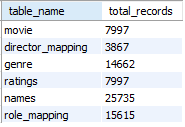 table_name total_records
movie 7997
director_mapping 3867
genre 14662
ratings 7997
names 25735
role_mapping 15615